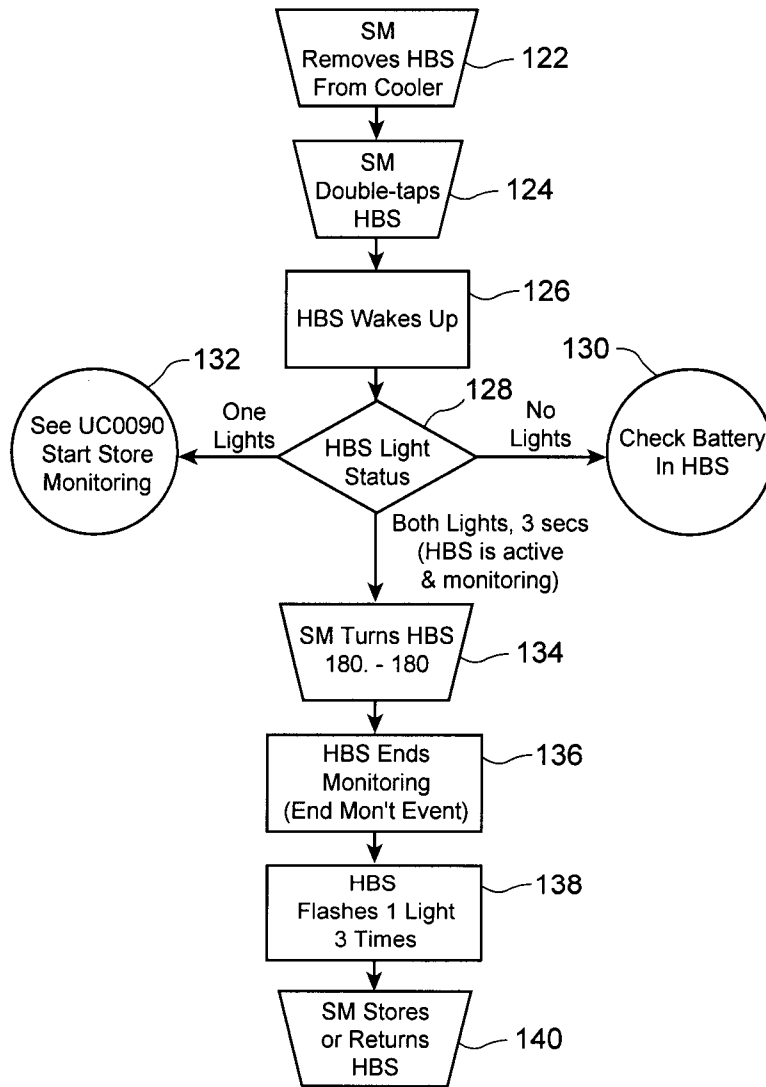 SM
Removes HBS
From Cooler
122
SM
Double-taps
HBS
124
HBS Wakes Up
126
132
130
128
See UC0090
Start Store
Monitoring
One
Lights
HBS Light
Status
No
Lights
Check Battery
In HBS
Both Lights, 3 secs
(HBS is active
& monitoring)
SM Turns HBS
180. - 180
134
HBS Ends
Monitoring
(End Mon't Event)
136
HBS
Flashes 1 Light
3 Times
138
SM Stores
or Returns
HBS
140